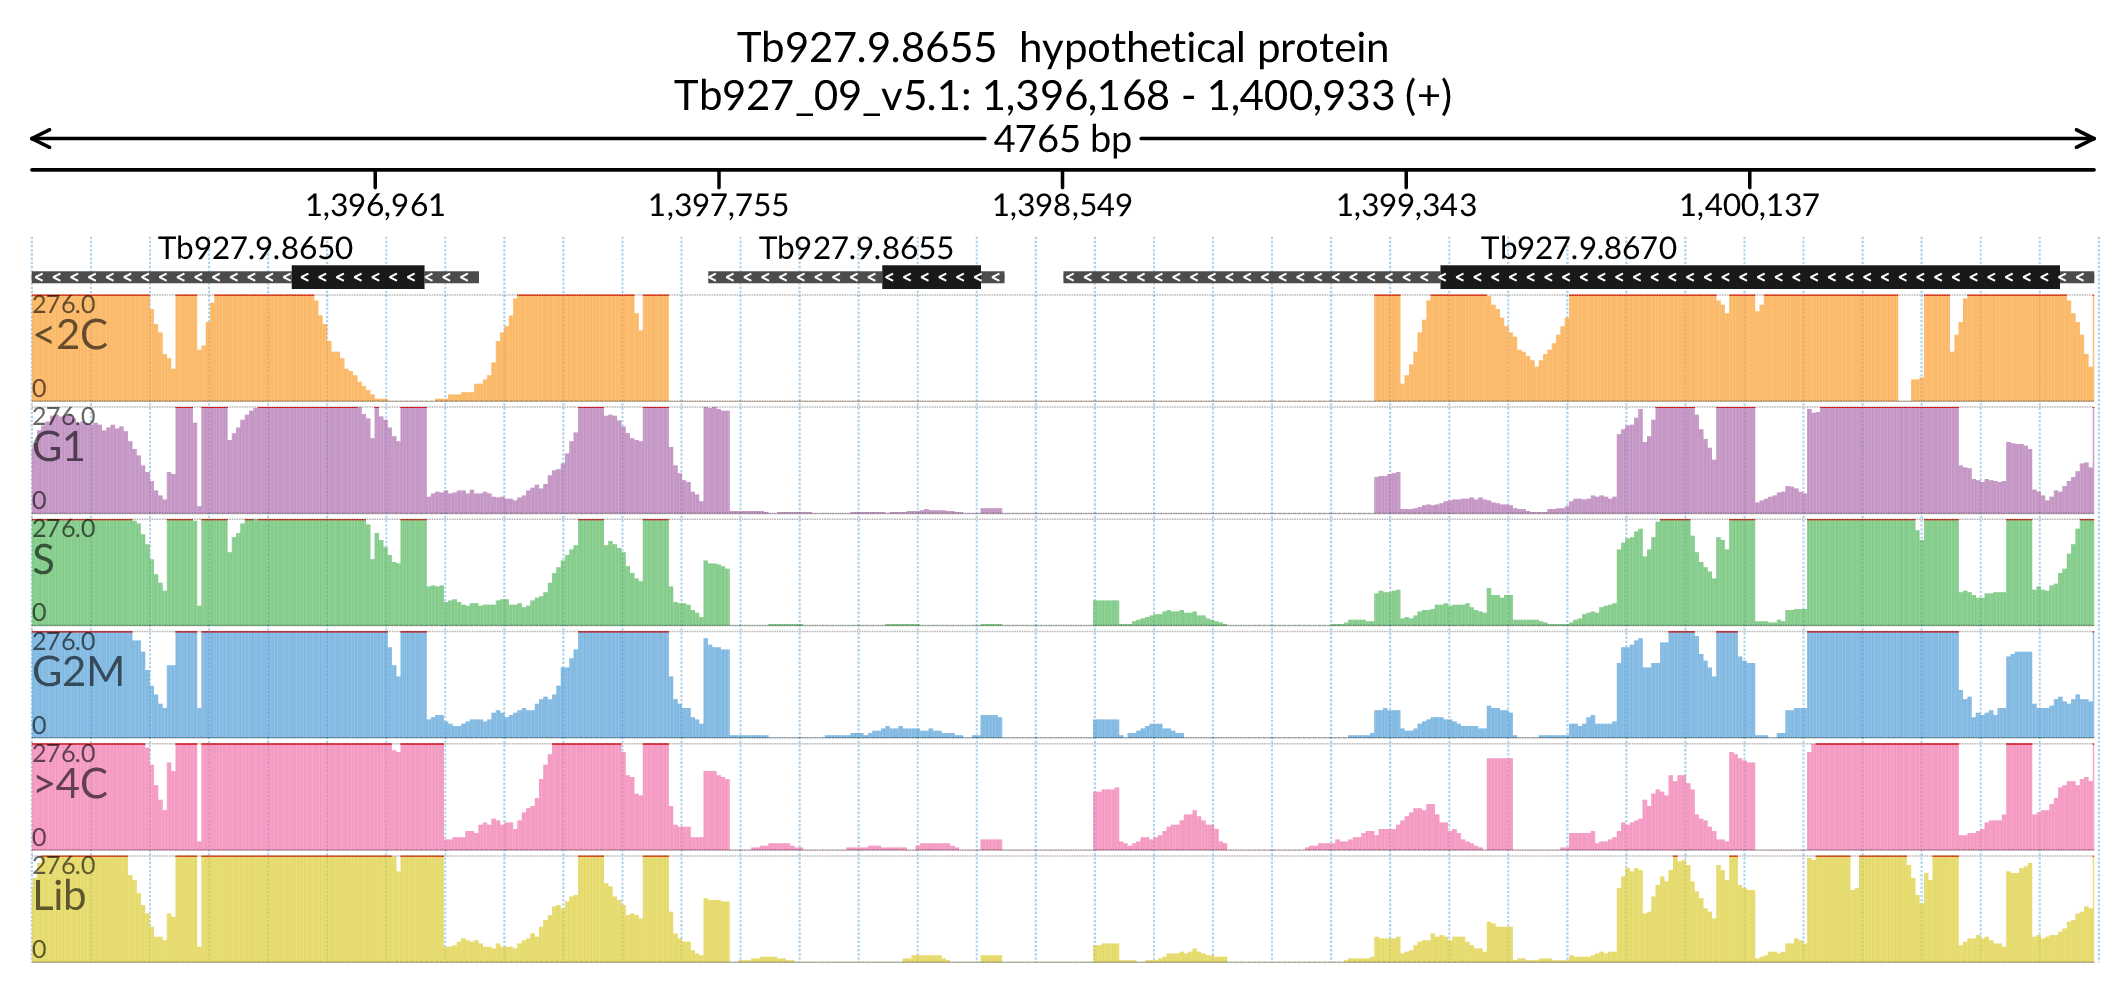 Tb927.9.8655  hypothetical protein
Tb927_09_v5.1: 1,396,168 - 1,400,933 (+)
4765 bp
1,396,961 1,397,755 1,398,549 1,399,343 1,400,137
Tb927.9.8650 Tb927.9.8655 Tb927.9.8670
276.0
<2C
0
276.0
G1
0
276.0
S
0
276.0
G2M
0
276.0
>4C
0
276.0
Lib
0